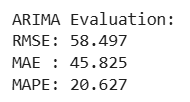 ARIMA Evaluation:
RMSE: 58.497
MAE : 45.825
MAPE: 20.627